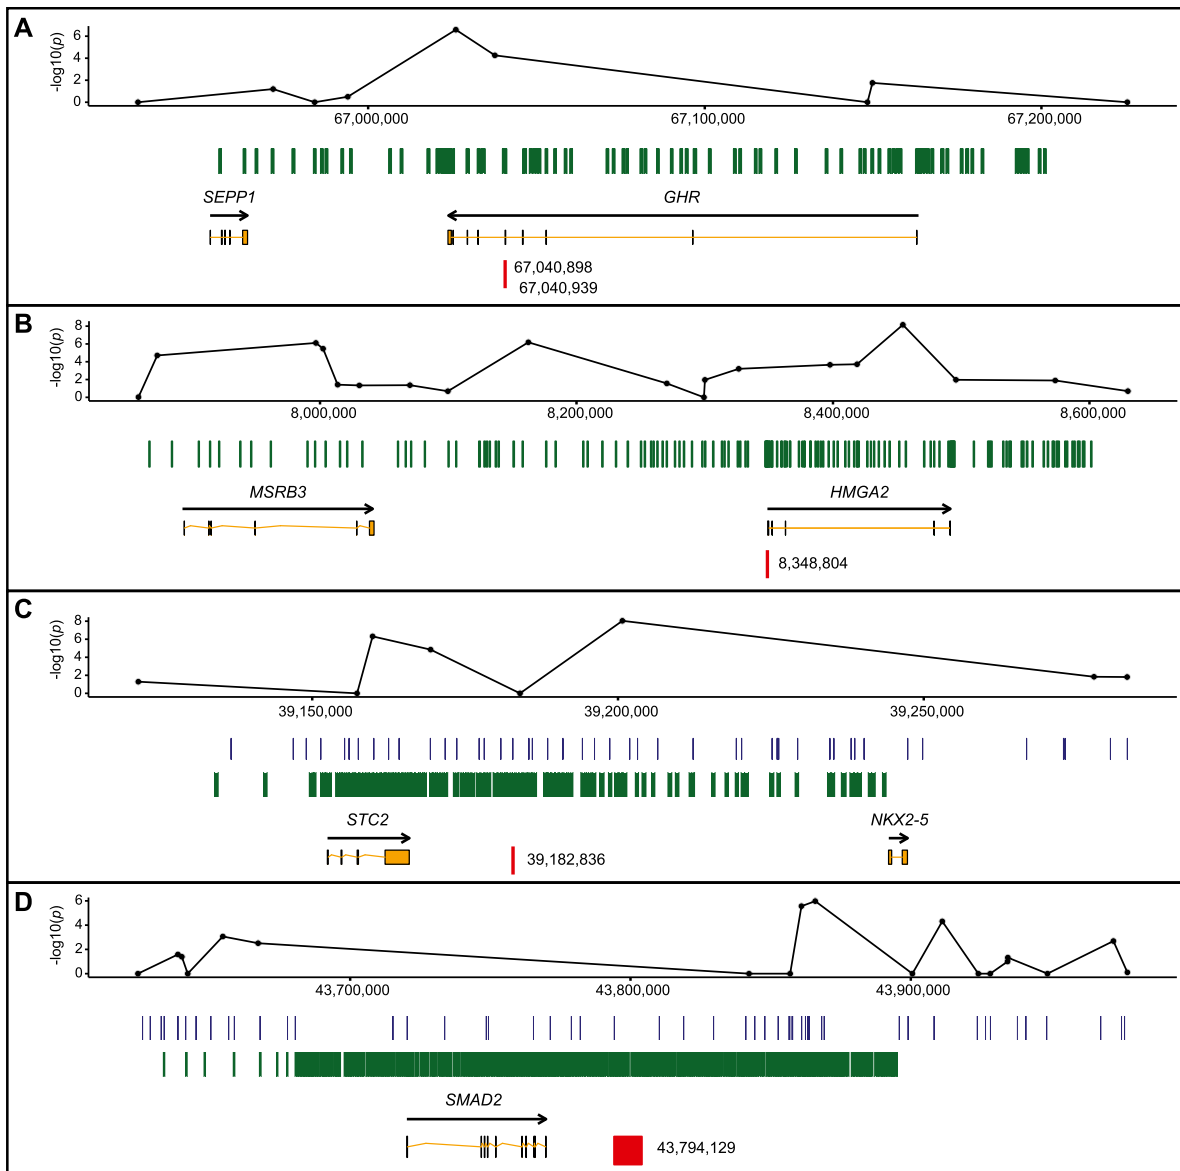 A
-log10(p)
6
4
2
0
67,000,000 67,100,000 67,200,000
SEPP1 GHR
67,040,898
67,040,939
B
-log10(p)
8
6
4
2
0
8,000,000 8,200,000 8,400,000 8,600,000
MSRB3 HMGA2
8,348,804
C
-log10(p)
8
6
4
2
0
39,150,000 39,200,000 39,250,000
STC2 NKX2-5
39,182,836
D
-log10(p)
6
4
2
0
43,700,000 43,800,000 43,900,000
SMAD2
43,794,129